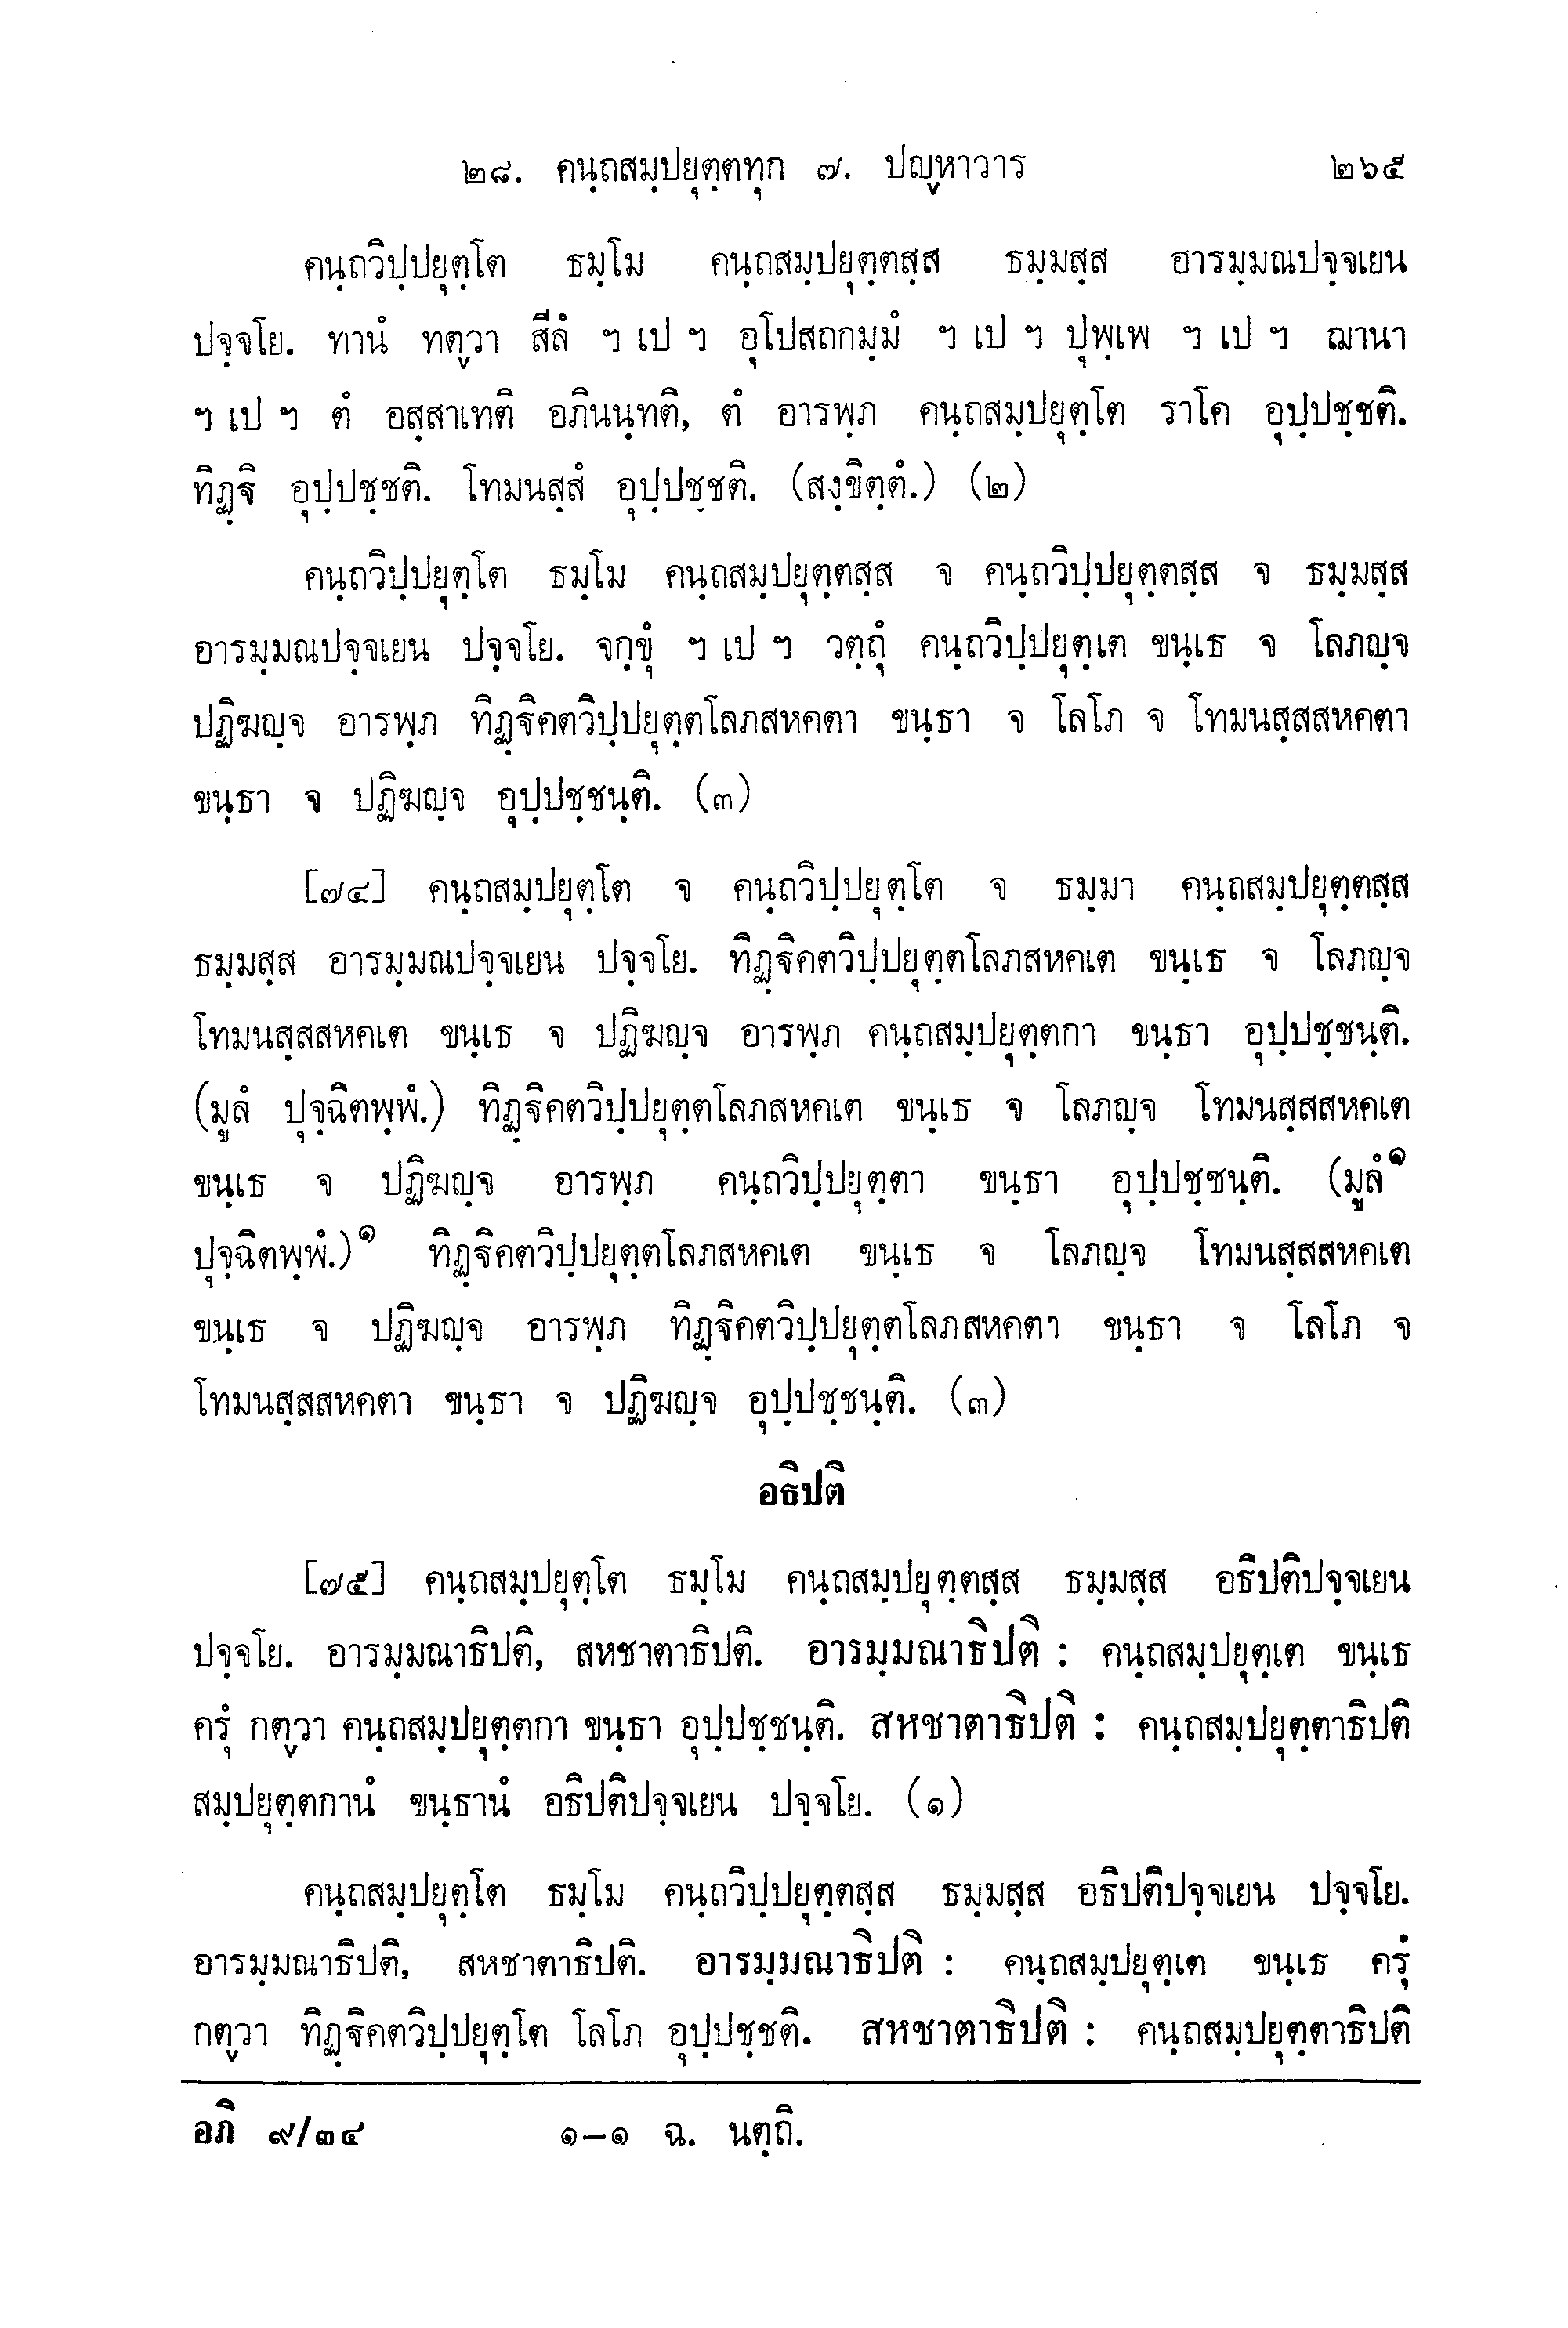 ๒๘. คนฺถสมฺปยุตฺตทุก ๗. ปญฺหาวาร ๒๖๕
คนฺถวิปฺปยุตฺโต ธมฺโม คนฺถสมฺปยุตฺตสฺส ธมฺมสฺส อารมฺมณปจฺจเยน
ปจฺจโย. ทานํ ทตฺวา สีลํ ฯ เป ฯ อุโปสถกมฺมํ ฯ เป ฯ ปุพฺเพ ฯ เป ฯ ฌานา
ฯ เป ฯ ตํ อสฺสาเทติ อภินนฺทติ, ตํ อารพฺภ คนฺถสมฺปยุตฺโต ราโค อุปฺปชฺชติ.
ทิฏฺฐิ อุปฺปชฺชติ. โทมนสฺสํ อุปฺปชฺชติ. (สงฺขิตฺตํ.) (๒)
คนฺถวิปฺปยุตฺโต ธมฺโม คนฺถสมฺปยุตฺตสฺส จ คนฺถวิปฺปยุตฺตสฺส จ ธมฺมสฺส
อารมฺมณปจฺจเยน ปจฺจโย. จกฺขุํ ฯ เป ฯ วตฺถุํ คนฺถวิปฺปยุตฺเต ขนฺเธ จ โลภญฺจ
ปฏิฆญฺจ อารพฺภ ทิฏฺฐิคตวิปฺปยุตฺตโลภสหคตา ขนฺธา จ โลโภ จ โทมนสฺสสหคตา
ขนฺธา จ ปฏิฆญฺจ อุปฺปชฺชนฺติ. (๓)
[๗๔] คนฺถสมฺปยุตฺโต จ คนฺถวิปฺปยุตฺโต จ ธมฺมา คนฺถสมฺปยุตฺตสฺส
ธมฺมสฺส อารมฺมณปจฺจเยน ปจฺจโย. ทิฏฺฐิคตวิปฺปยุตฺตโลภสหคเต ขนฺเธ จ โลภญฺจ
โทมนสฺสสหคเต ขนฺเธ จ ปฏิฆญฺจ อารพฺภ คนฺถสมฺปยุตฺตกา ขนฺธา อุปฺปชฺชนฺติ.
(มูลํ ปุจฺฉิตพฺพํ.) ทิฏฺฐิคตวิปฺปยุตฺตโลภสหคเต ขนฺเธ จ โลภญฺจ โทมนสฺสสหคเต
ขนฺเธ จ ปฏิฆญฺจ อารพฺภ คนฺถวิปฺปยุตฺตา ขนฺธา อุปฺปชฺชนฺติ. (มูลํ๑
ปุจฺฉิตพฺพํ.)๑ ทิฏฺฐิคตวิปฺปยุตฺตโลภสหคเต ขนฺเธ จ โลภญฺจ โทมนสฺสสหคเต
ขนฺเธ จ ปฏิฆญฺจ อารพฺภ ทิฏฺฐิคตวิปฺปยุตฺตโลภสหคตา ขนฺธา จ โลโภ จ
โทมนสฺสสหคตา ขนฺธา จ ปฏิฆญฺจ อุปฺปชฺชนฺติ. (๓)
อธิปติ
[๗๕] คนฺถสมฺปยุตฺโต ธมฺโม คนฺถสมฺปยุตฺตสฺส ธมฺมสฺส อธิปติปจฺจเยน
ปจฺจโย. อารมฺมณาธิปติ, สหชาตาธิปติ. อารมฺมณาธิปติ : คนฺถสมฺปยุตฺเต ขนฺเธ
ครุํ กตฺวา คนฺถสมฺปยุตฺตกา ขนฺธา อุปฺปชฺชนฺติ. สหชาตาธิปติ : คนฺถสมฺปยุตฺตาธิปติ
สมฺปยุตฺตกานํ ขนฺธานํ อธิปติปจฺจเยน ปจฺจโย. (๑)
คนฺถสมฺปยุตฺโต ธมฺโม คนฺถวิปฺปยุตฺตสฺส ธมฺมสฺส อธิปติปจฺจเยน ปจฺจโย.
อารมฺมณาธิปติ, สหชาตาธิปติ. อารมฺมณาธิปติ : คนฺถสมฺปยุตฺเต ขนฺเธ ครุํ
กตฺวา ทิฏฺฐิคตวิปฺปยุตฺโต โลโภ อุปฺปชฺชติ. สหชาตาธิปติ : คนฺถสมฺปยุตฺตาธิปติ
อภิ ๙/๓๔ ๑–๑ ฉ. นตฺถิ.